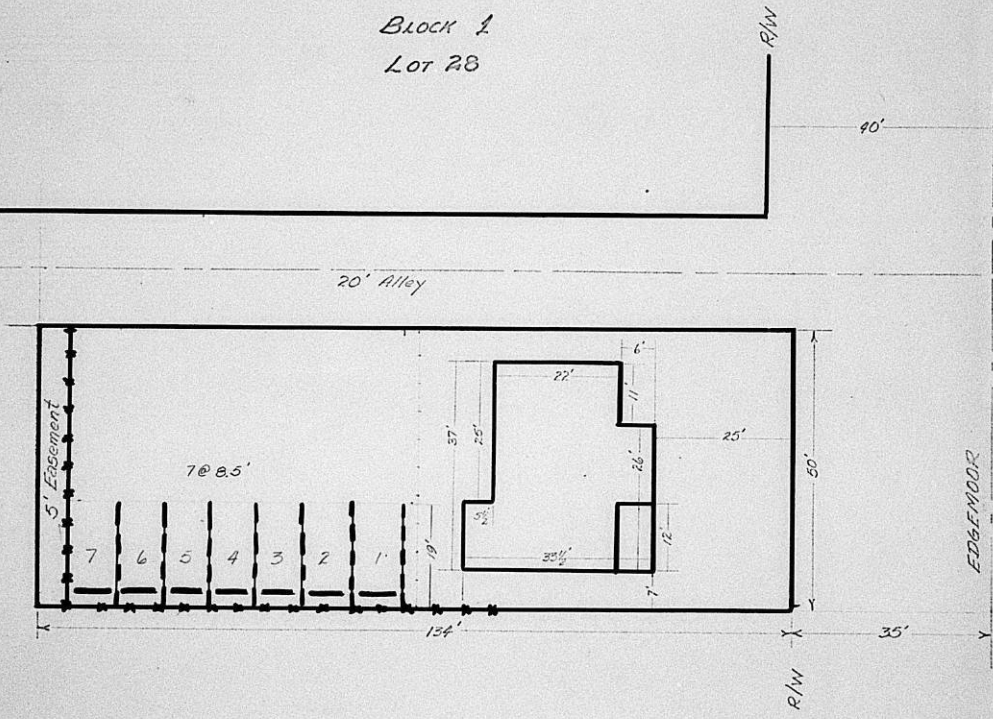 BLOCK 1
LOT 28
R/W
40'
20' Alley
6'
22'
11'
37'
25'
26'
25'
50'
5' Easement
7@ 8.5'
5½'
7 6 5 4 3 2 1
19'
33½'
12'
7'
134'
35'
EDGEMOOR
R/W